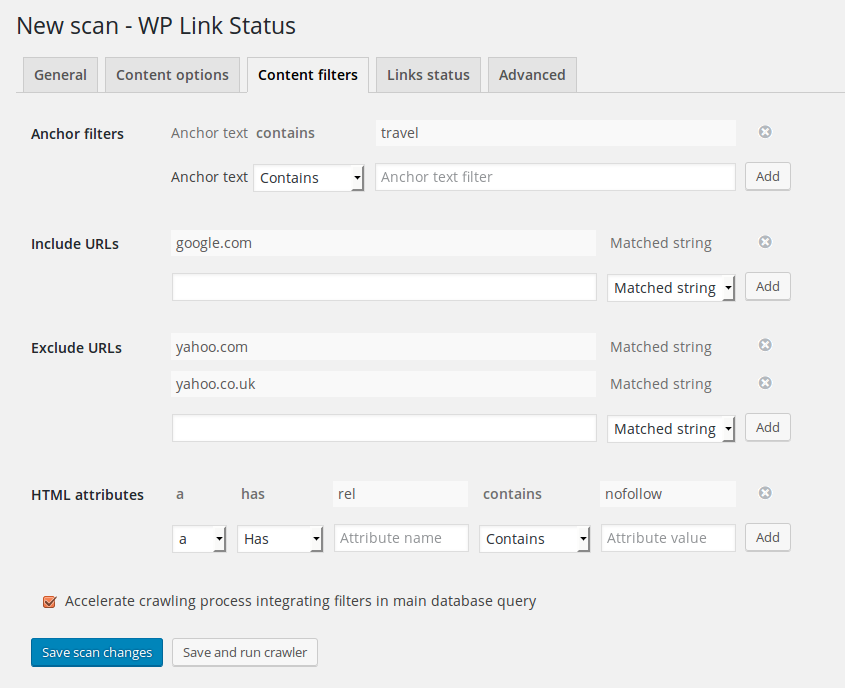 New scan - WP Link Status
General Content options Content filters Links status Advanced
Anchor filters Anchor text contains travel
Anchor text Contains Anchor text filter Add
Include URLs google.com Matched string
Matched string Add
Exclude URLs yahoo.com Matched string
yahoo.co.uk Matched string
Matched string Add
HTML attributes a has rel contains nofollow
a Has Attribute name Contains Attribute value Add
Accelerate crawling process integrating filters in main database query
Save scan changes Save and run crawler